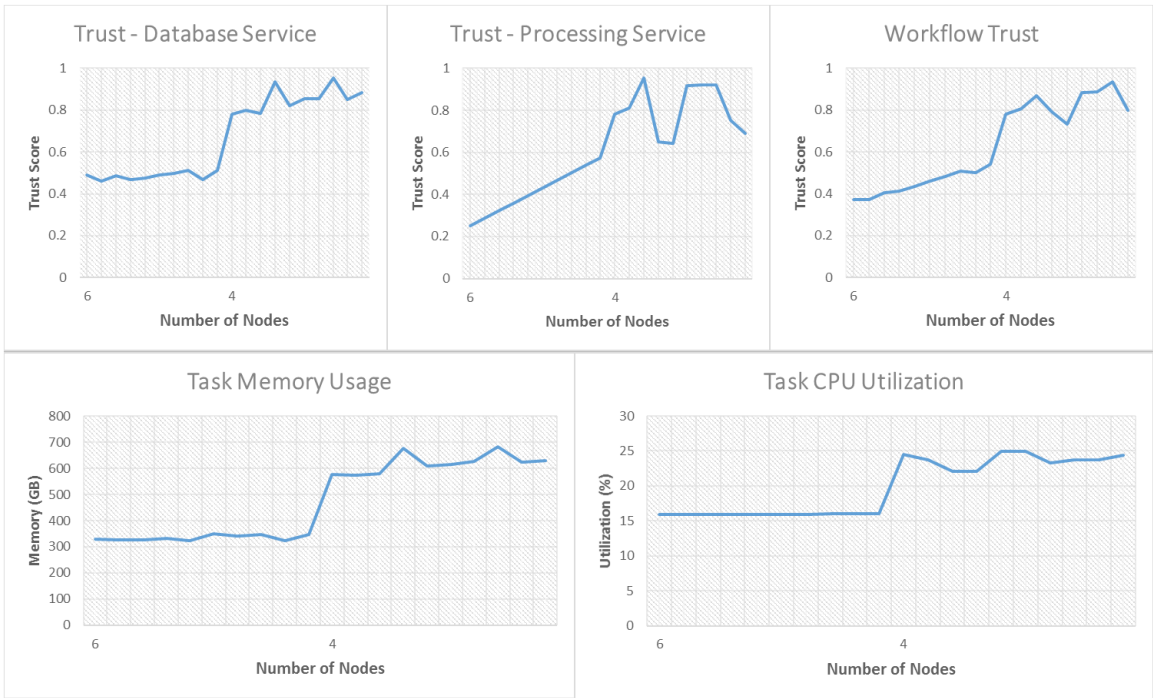 Trust - Database Service
Trust Score
1
0.8
0.6
0.4
0.2
0
6 4
Number of Nodes
Trust - Processing Service
Trust Score
1
0.8
0.6
0.4
0.2
0
6 4
Number of Nodes
Workflow Trust
Trust Score
1
0.8
0.6
0.4
0.2
0
6 4
Number of Nodes
Task Memory Usage
Memory (GB)
800
700
600
500
400
300
200
100
0
6 4
Number of Nodes
Task CPU Utilization
Utilization (%)
30
25
20
15
10
5
0
6 4
Number of Nodes